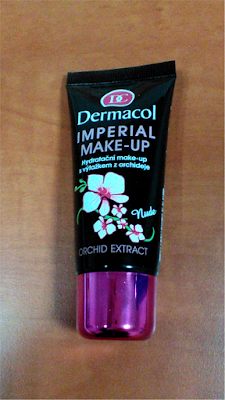 DC
Dermacol
IMPERIAL
MAKE-UP
Hydratační make-up
s výtažkem z orchideje
Nude
ORCHID EXTRACT